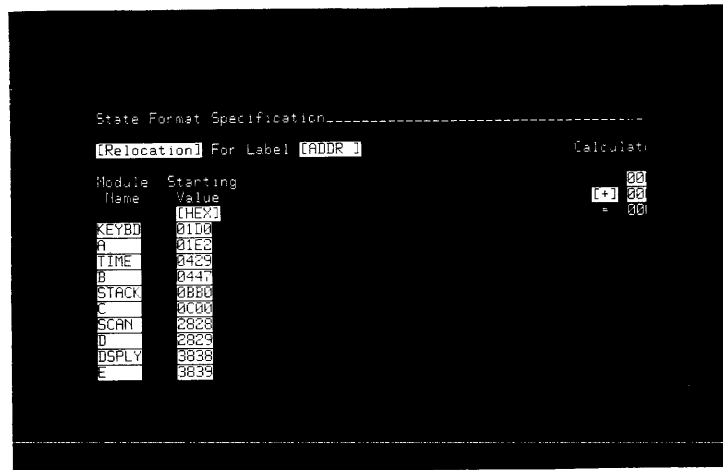 State Format Specification
[Relocation] For Label [ADDR ] Calculat
Module Starting 00
Name Value [+] 00
[HEX] = 00
KEYBD 01D0
A 01E2
TIME 0429
B 0447
STACK 0BB0
C 0C00
SCAN 2828
D 2829
DSPLY 3838
E 3839